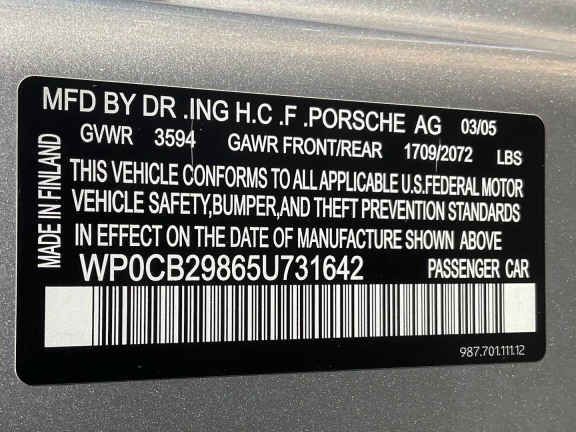 MFD BY DR .ING H.C .F .PORSCHE AG 03/05
GVWR 3594 GAWR FRONT/REAR 1709/2072 LBS
THIS VEHICLE CONFORMS TO ALL APPLICABLE U.S.FEDERAL MOTOR
VEHICLE SAFETY,BUMPER,AND THEFT PREVENTION STANDARDS
IN EFFECT ON THE DATE OF MANUFACTURE SHOWN ABOVE
WP0CB29865U731642 PASSENGER CAR
MADE IN FINLAND
987.701.111.12